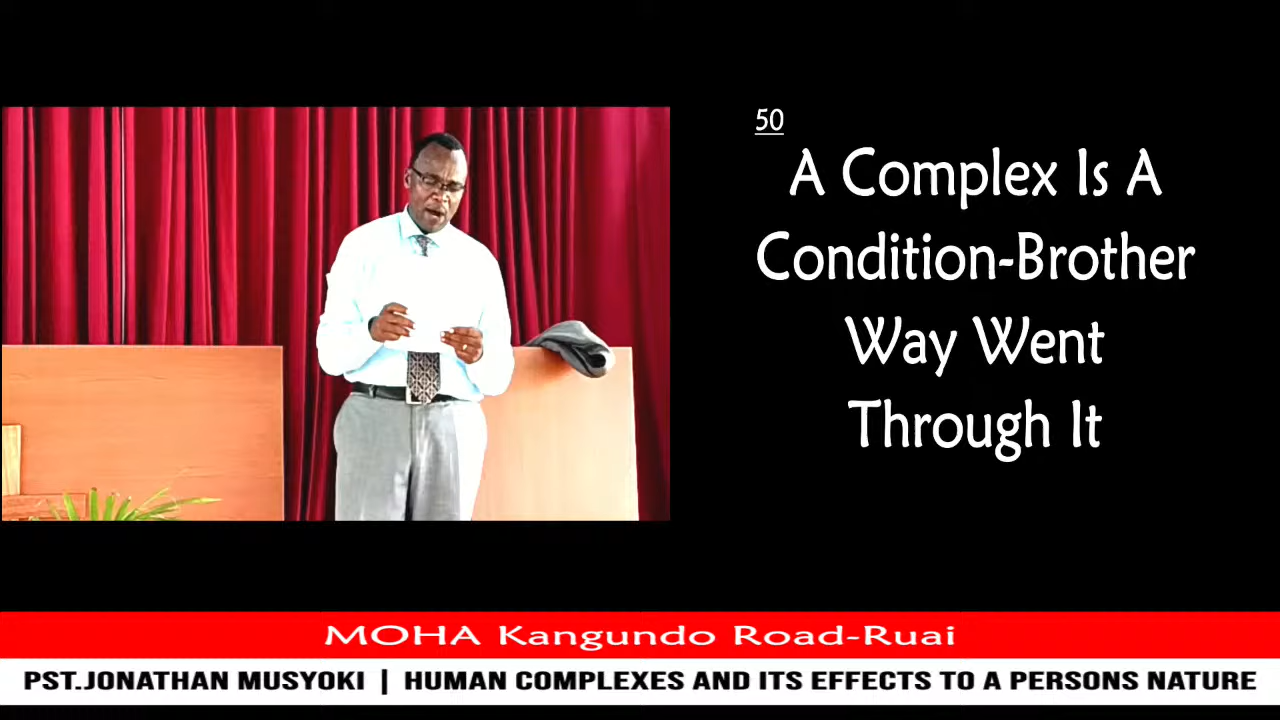 50
A Complex Is A
Condition-Brother
Way Went
Through It
MOHA Kangundo Road-Ruai
PST.JONATHAN MUSYOKI | HUMAN COMPLEXES AND ITS EFFECTS TO A PERSONS NATURE